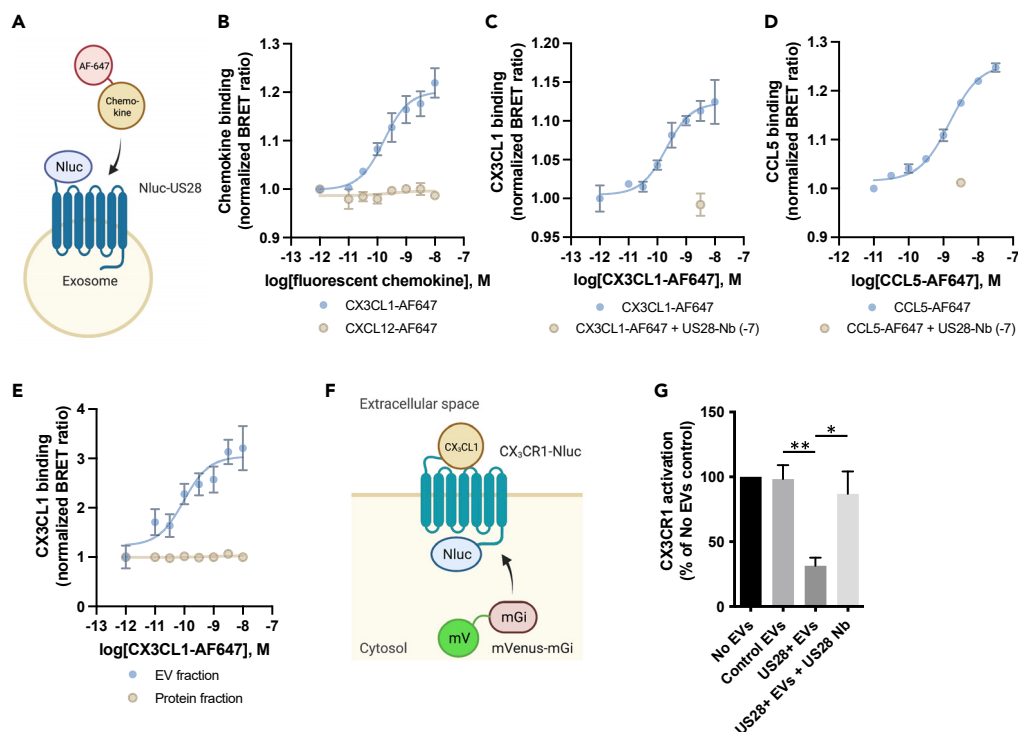 A
AF-647
Chemo-
kine
Nluc
Nluc-US28
Exosome
B
Chemokine binding
(normalized BRET ratio)
1.3
1.2
1.1
1.0
0.9
-13 -12 -11 -10 -9 -8 -7
log[fluorescent chemokine], M
CX3CL1-AF647
CXCL12-AF647
C
CX3CL1 binding
(normalized BRET ratio)
1.20
1.15
1.10
1.05
1.00
0.95
-13 -12 -11 -10 -9 -8 -7
log[CX3CL1-AF647], M
CX3CL1-AF647
CX3CL1-AF647 + US28-Nb (-7)
D
CCL5 binding
(normalized BRET ratio)
1.3
1.2
1.1
1.0
0.9
-12 -11 -10 -9 -8 -7
log[CCL5-AF647], M
CCL5-AF647
CCL5-AF647 + US28-Nb (-7)
E
CX3CL1 binding
(normalized BRET ratio)
4
3
2
1
0
-13 -12 -11 -10 -9 -8 -7
log[CX3CL1-AF647], M
EV fraction
Protein fraction
F
Extracellular space
CX₃CL1
CX₃CR1-Nluc
Nluc
mGi
mV
Cytosol
mVenus-mGi
G
CX3CR1 activation
(% of No EVs control)
150
100
50
0
**
*
No EVs
Control EVs
US28+ EVs
US28+ EVs + US28 Nb